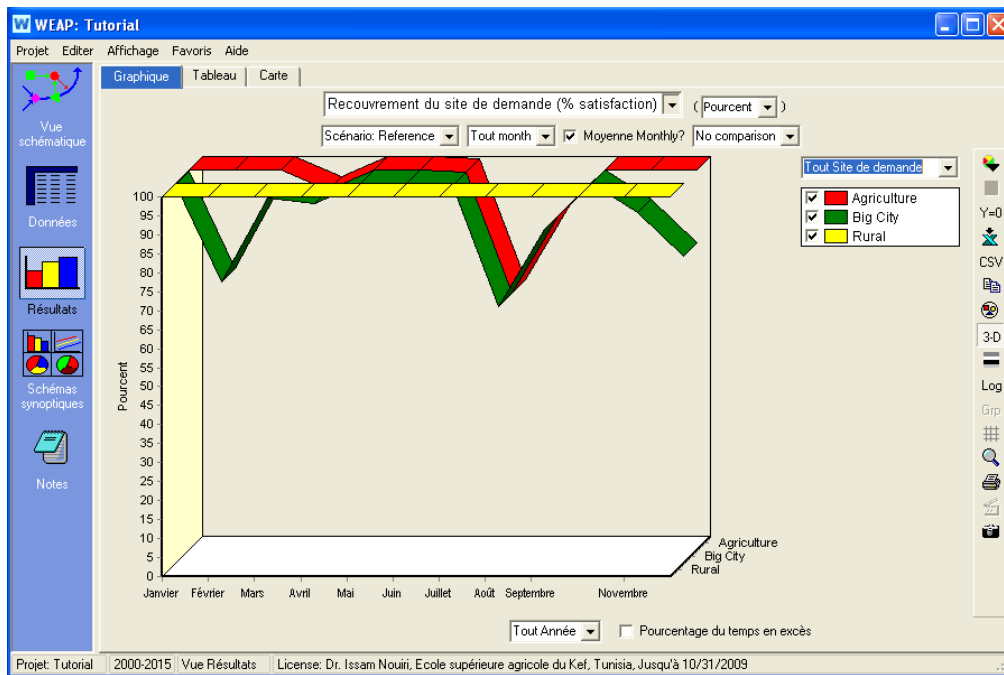 WEAP: Tutorial
Projet Editer Affichage Favoris Aide
Graphique Tableau Carte
Recouvrement du site de demande (% satisfaction) ( Pourcent )
Scénario: Reference Tout month Moyenne Monthly? No comparison
Vue
schématique
Données
Résultats
Schémas
synoptiques
Notes
Tout Site de demande
Agriculture
Big City
Rural
Y=0
CSV
3-D
Log
Grp
Pourcent
100
95
90
85
80
75
70
65
60
55
50
45
40
35
30
25
20
15
10
5
0
Agriculture
Big City
Rural
Janvier Février Mars Avril Mai Juin Juillet Août Septembre Novembre
Tout Année Pourcentage du temps en excès
Projet: Tutorial 2000-2015 Vue Résultats License: Dr. Issam Nouiri, Ecole supérieure agricole du Kef, Tunisia, Jusqu'à 10/31/2009